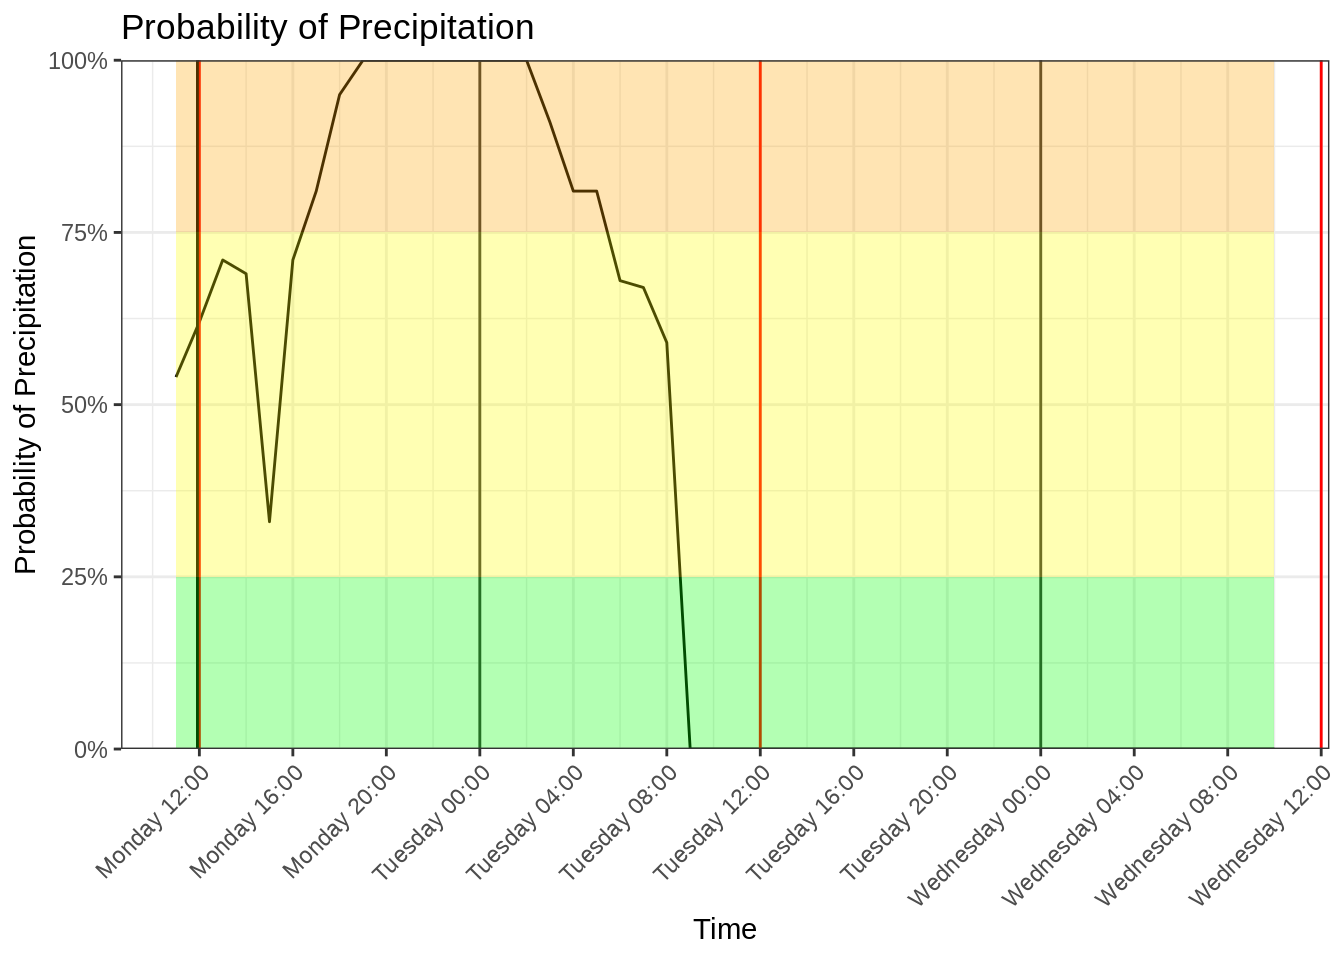 Probability of Precipitation
Probability of Precipitation
100%
75%
50%
25%
0%
Monday 12:00
Monday 16:00
Monday 20:00
Tuesday 00:00
Tuesday 04:00
Tuesday 08:00
Tuesday 12:00
Tuesday 16:00
Tuesday 20:00
Wednesday 00:00
Wednesday 04:00
Wednesday 08:00
Wednesday 12:00
Time